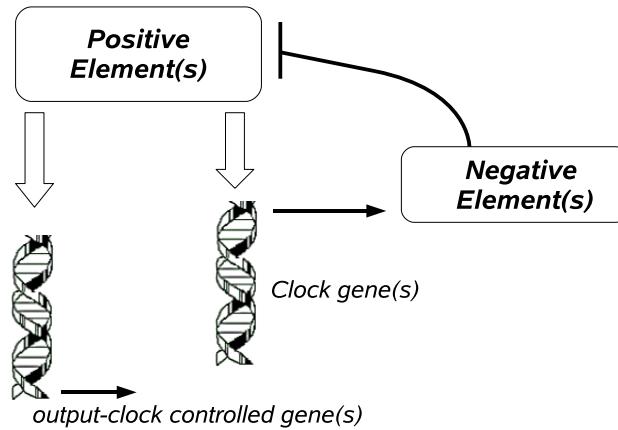 Positive
Element(s)
Negative
Element(s)
Clock gene(s)
output-clock controlled gene(s)